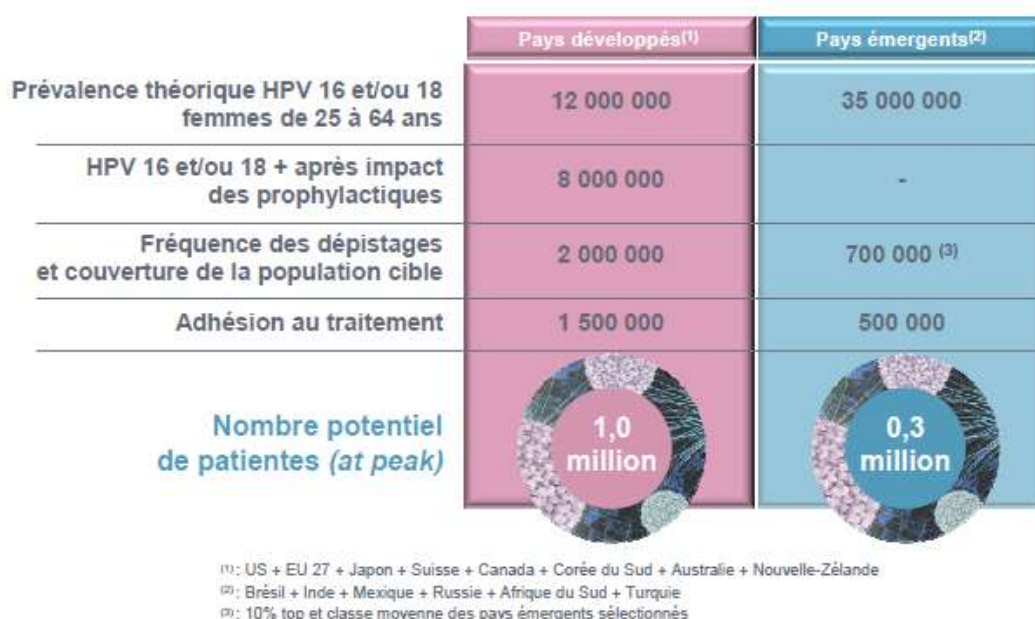 Pays développés(1) Pays émergents(2)
Prévalence théorique HPV 16 et/ou 18
femmes de 25 à 64 ans
12 000 000 35 000 000
HPV 16 et/ou 18 + après impact
des prophylactiques
8 000 000 -
Fréquence des dépistages
et couverture de la population cible
2 000 000 700 000 (3)
Adhésion au traitement 1 500 000 500 000
Nombre potentiel
de patientes (at peak)
1,0
million
0,3
million
(1): US + EU 27 + Japon + Suisse + Canada + Corée du Sud + Australie + Nouvelle-Zélande
(2): Brésil + Inde + Mexique + Russie + Afrique du Sud + Turquie
(3): 10% top et classe moyenne des pays émergents sélectionnés